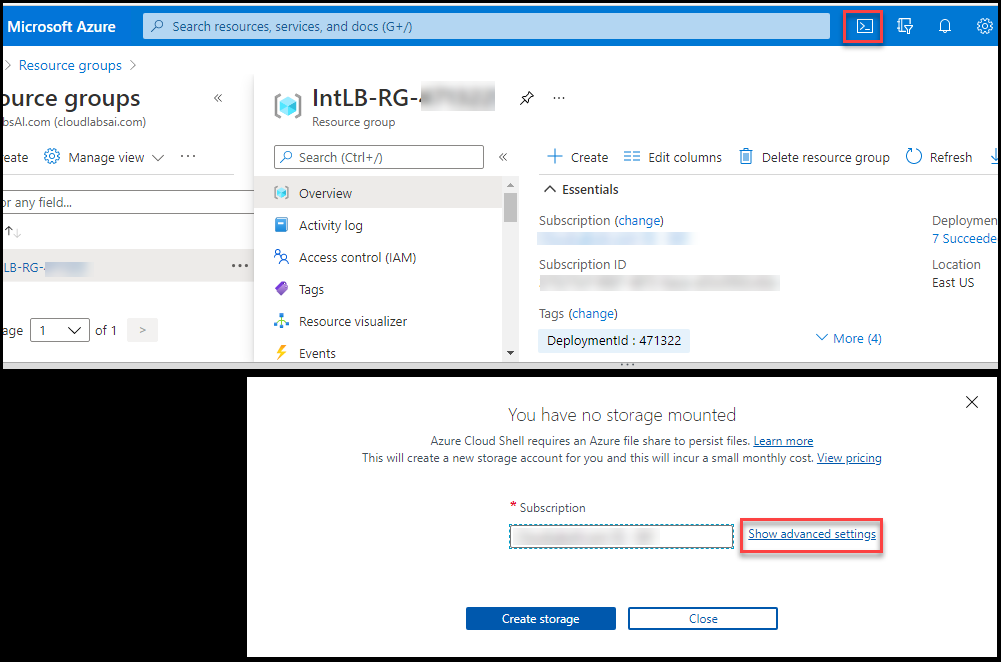 Microsoft Azure
Search resources, services, and docs (G+/)
Resource groups
ource groups
bsAI.com (cloudlabsai.com)
eate
Manage view
or any field...
LB-RG-
age 1 of 1 >
IntLB-RG-
Resource group
Search (Ctrl+/)
Overview
Activity log
Access control (IAM)
Tags
Resource visualizer
Events
Create
Edit columns
Delete resource group
Refresh
Essentials
Subscription (change)
Subscription ID
Tags (change)
DeploymentId : 471322
Deploymen
7 Succeede
Location
East US
More (4)
You have no storage mounted
Azure Cloud Shell requires an Azure file share to persist files. Learn more
This will create a new storage account for you and this will incur a small monthly cost. View pricing
* Subscription
Show advanced settings
Create storage
Close